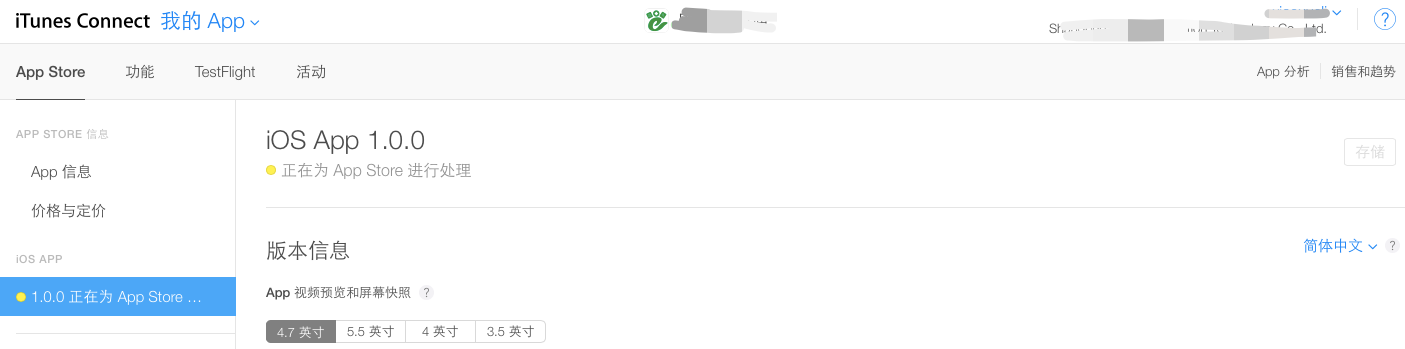 iTunes Connect 我的 App
?
Co., Ltd.
App Store 功能 TestFlight 活动 App 分析 销售和趋势
APP STORE 信息
App 信息
价格与定价
iOS APP
1.0.0 正在为 App Store ...
iOS App 1.0.0
正在为 App Store 进行处理
存储
版本信息
简体中文 ?
App 视频预览和屏幕快照 ?
4.7 英寸 5.5 英寸 4 英寸 3.5 英寸